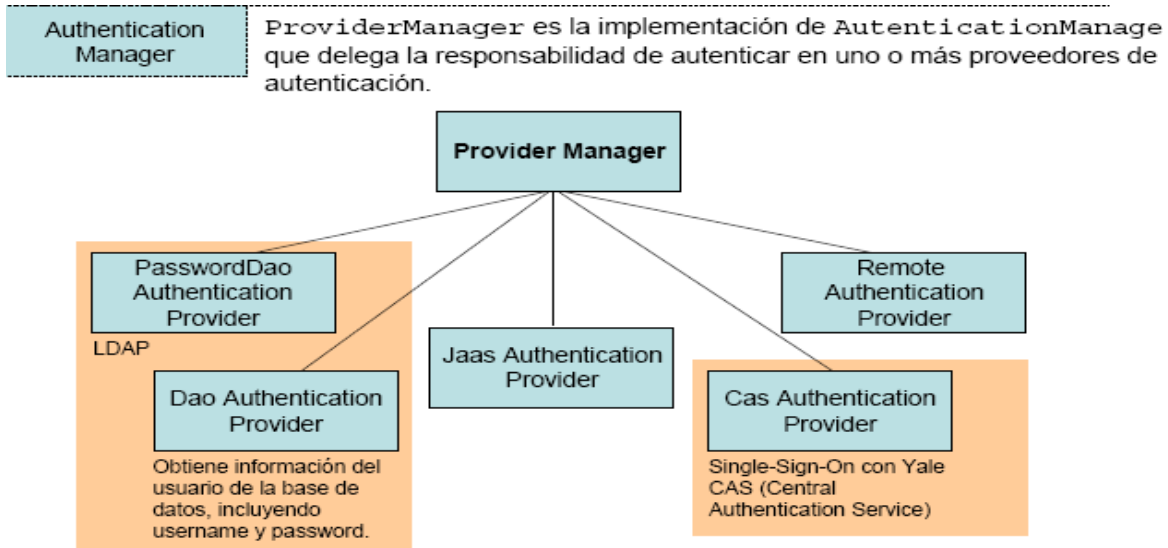 Authentication
Manager
ProviderManager es la implementación de AutenticationManage
que delega la responsabilidad de autenticar en uno o más proveedores de
autenticación.
Provider Manager
PasswordDao
Authentication
Provider
LDAP
Remote
Authentication
Provider
Jaas Authentication
Provider
Dao Authentication
Provider
Obtiene información del
usuario de la base de
datos, incluyendo
username y password.
Cas Authentication
Provider
Single-Sign-On con Yale
CAS (Central
Authentication Service)